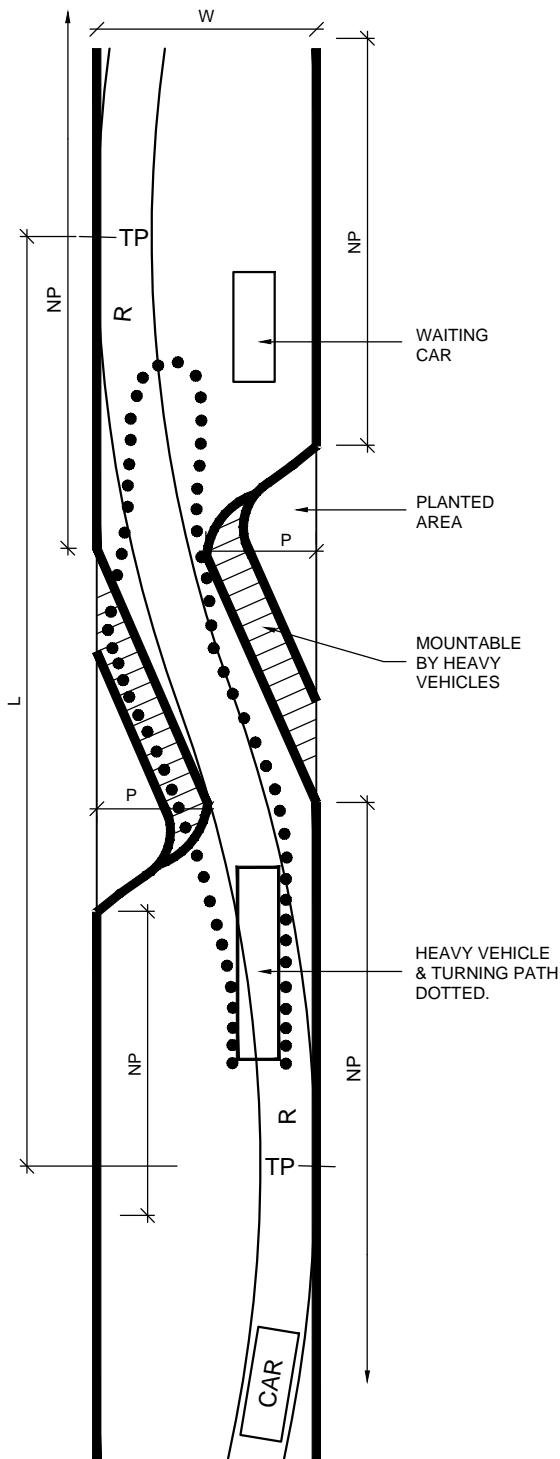 W
TP
NP
NP
R
WAITING
CAR
PLANTED
AREA
P
MOUNTABLE
BY HEAVY
VEHICLES
L
P
HEAVY VEHICLE
& TURNING PATH
DOTTED.
NP
NP
R
TP
CAR